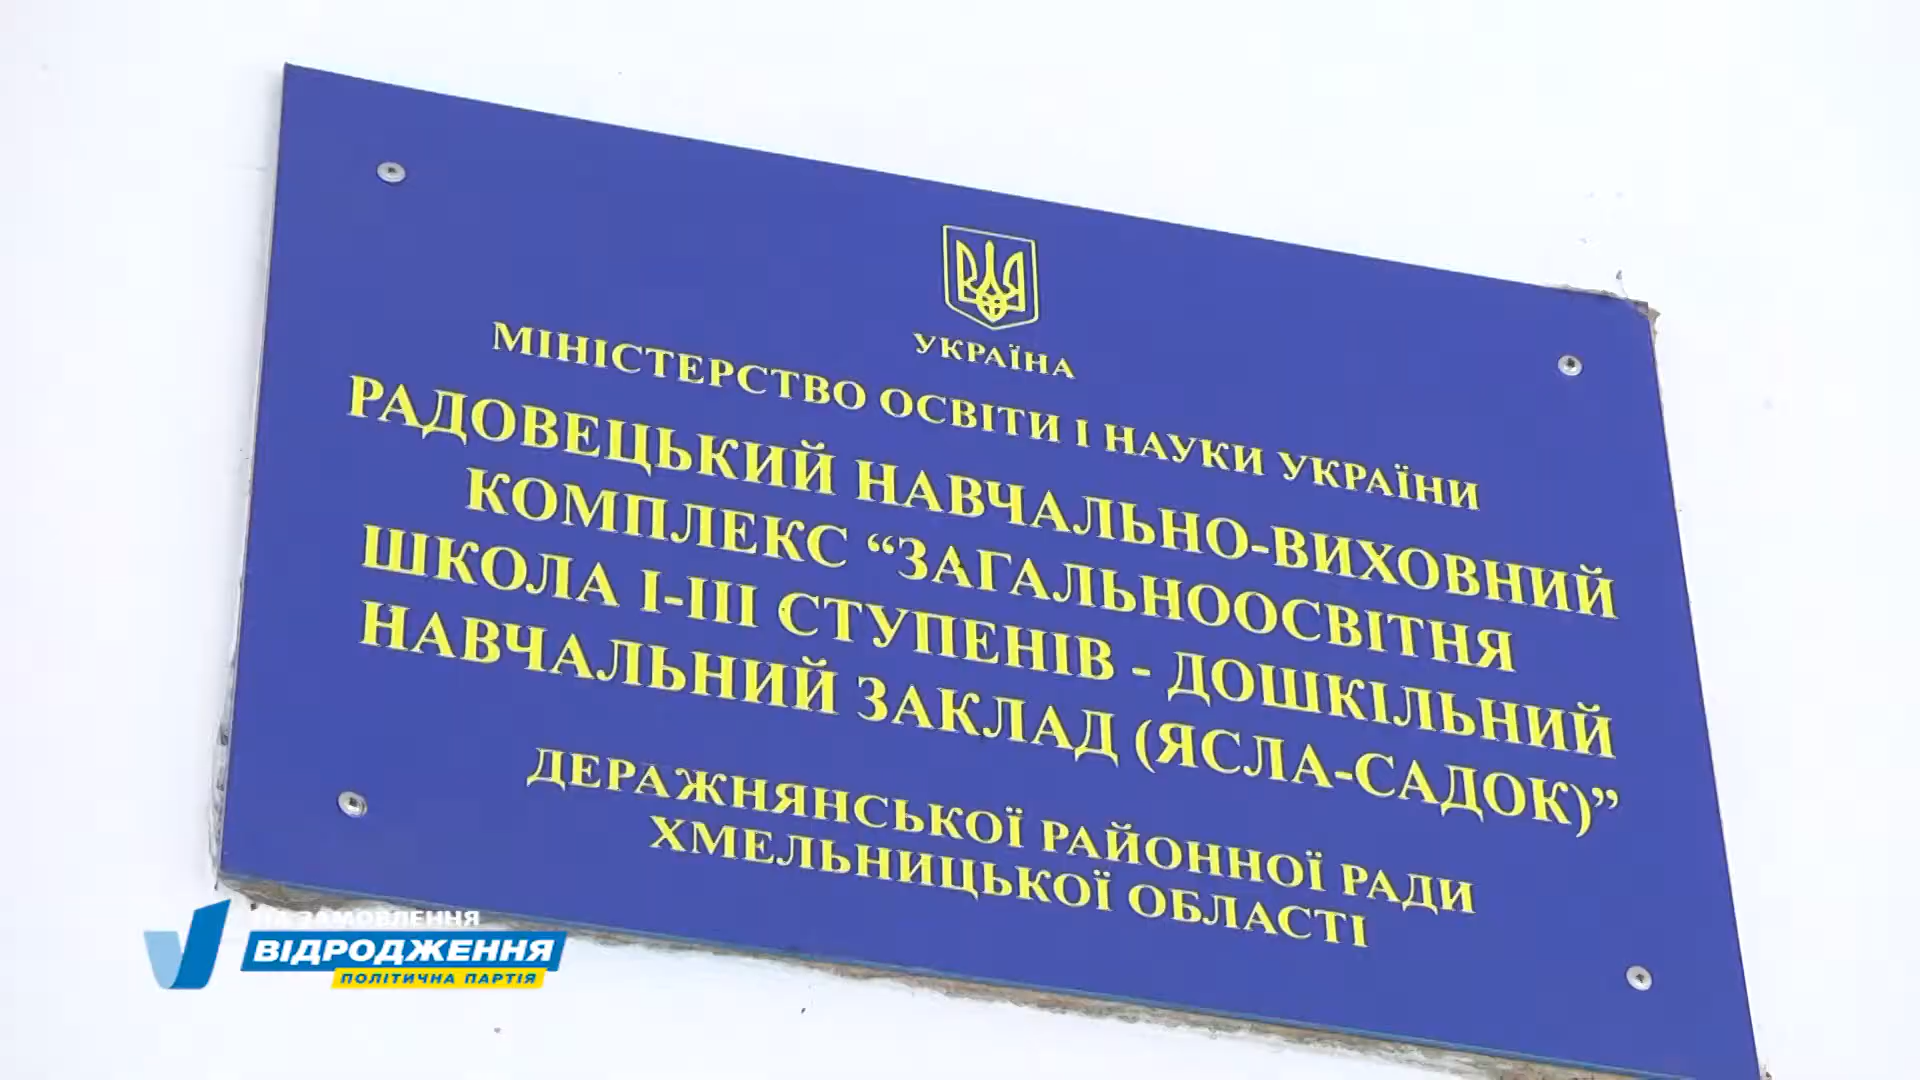 УКРАЇНА
МІНІСТЕРСТВО ОСВІТИ І НАУКИ УКРАЇНИ
РАДОВЕЦЬКИЙ НАВЧАЛЬНО-ВИХОВНИЙ
КОМПЛЕКС “ЗАГАЛЬНООСВІТНЯ
ШКОЛА І-ІІІ СТУПЕНІВ - ДОШКІЛЬНИЙ
НАВЧАЛЬНИЙ ЗАКЛАД (ЯСЛА-САДОК)”
ДЕРАЖНЯНСЬКОЇ РАЙОННОЇ РАДИ
ХМЕЛЬНИЦЬКОЇ ОБЛАСТІ
НА ЗАМОВЛЕННЯ
ВІДРОДЖЕННЯ
ПОЛІТИЧНА ПАРТІЯ